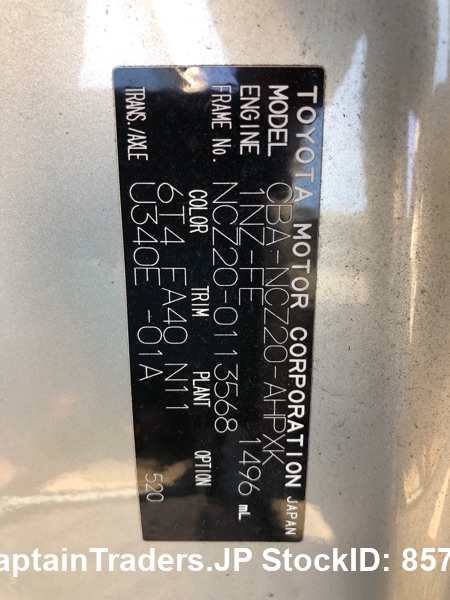 TOYOTA MOTOR CORPORATION JAPAN
MODEL CBA-NCZ20-AHPXK
ENGINE 1NZ-FE 1496 mL
FRAME No. NCZ20-0113568
COLOR TRIM PLANT OPTION
6T4 FA40 N11
TRANS./AXLE U340E -01A 520
aptainTraders.JP StockID: 857